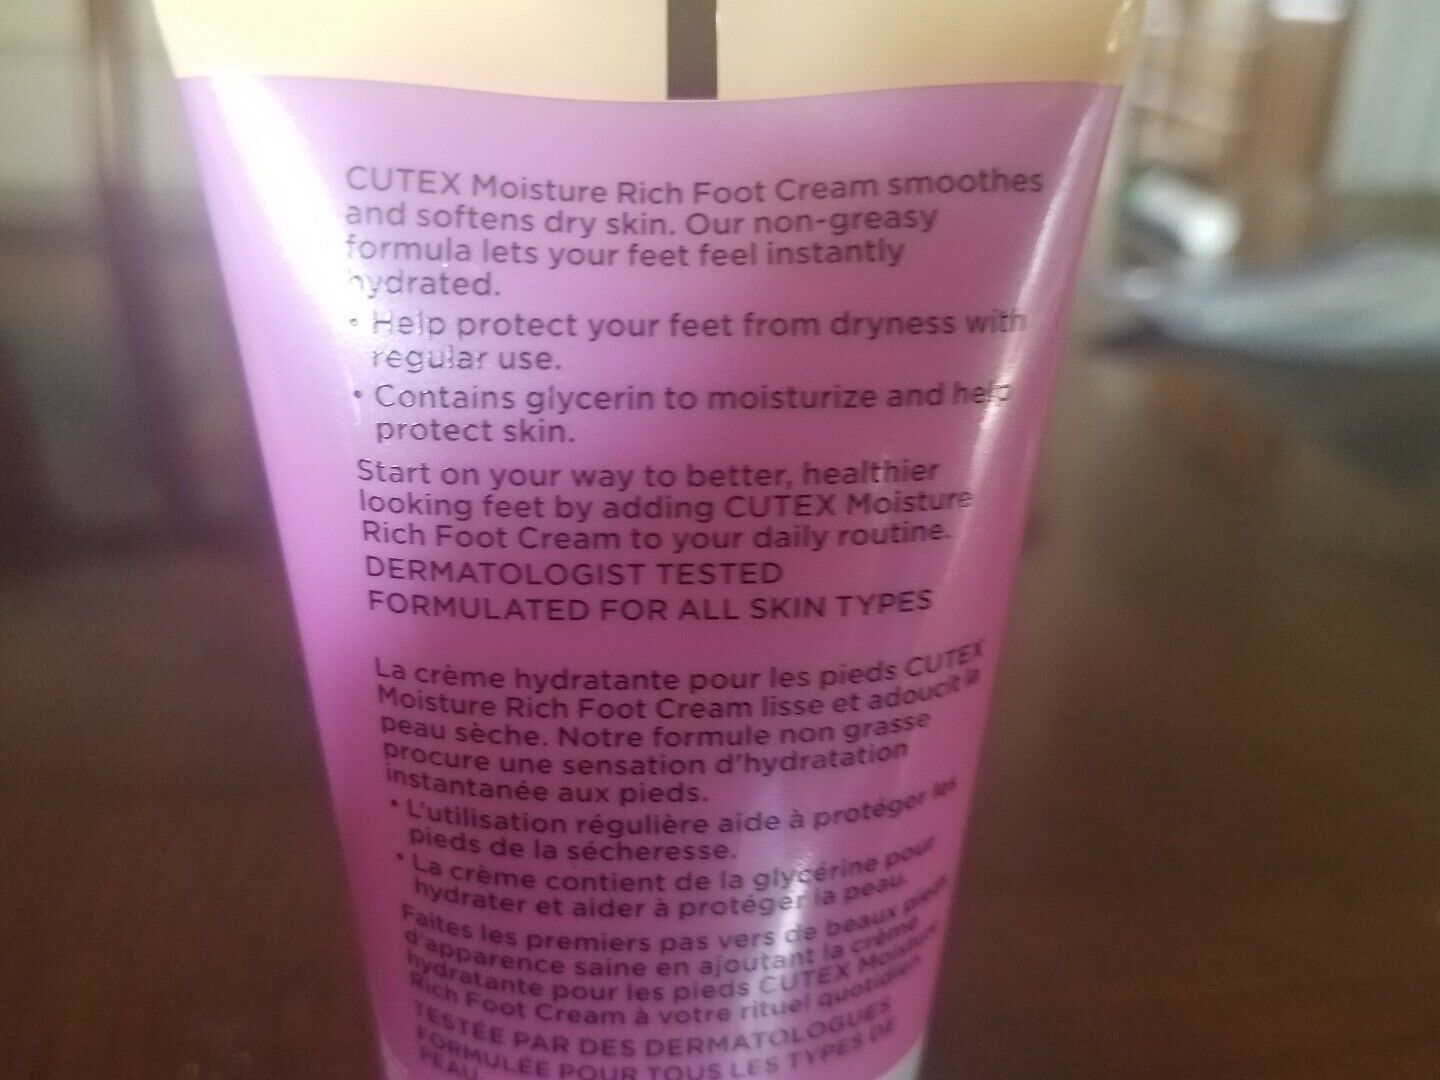 CUTEX Moisture Rich Foot Cream smoothes
and softens dry skin. Our non-greasy
formula lets your feet feel instantly
hydrated.
• Help protect your feet from dryness with
regular use.
• Contains glycerin to moisturize and help
protect skin.
Start on your way to better, healthier
looking feet by adding CUTEX Moisture
Rich Foot Cream to your daily routine.
DERMATOLOGIST TESTED
FORMULATED FOR ALL SKIN TYPES
La crème hydratante pour les pieds CUTEX
Moisture Rich Foot Cream lisse et adoucit la
peau sèche. Notre formule non grasse
procure une sensation d'hydratation
instantanée aux pieds.
• L'utilisation régulière aide à protéger les
pieds de la sécheresse.
• La crème contient de la glycérine pour
hydrater et aider à protéger la peau.
Faites les premiers pas vers de beaux pieds
d'apparence saine en ajoutant la crème
hydratante pour les pieds CUTEX Moisture
Rich Foot Cream à votre rituel quotidien.
TESTÉE PAR DES DERMATOLOGUES
FORMULÉE POUR TOUS LES TYPES DE
PEAU